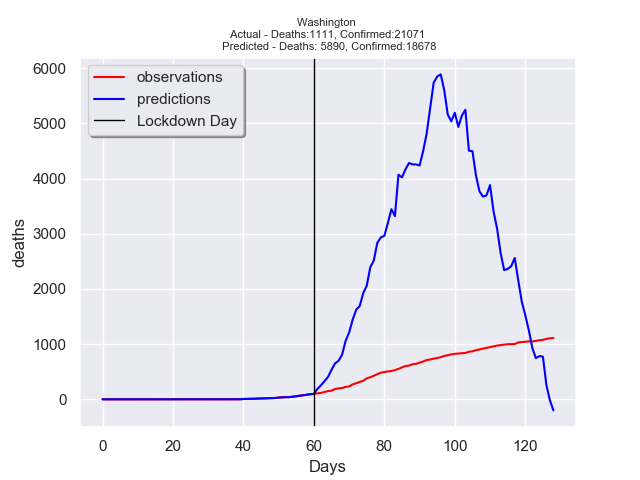 Washington
Actual - Deaths:1111, Confirmed:21071
Predicted - Deaths: 5890, Confirmed:18678
observations
predictions
Lockdown Day
6000
5000
4000
3000
2000
1000
0
deaths
0 20 40 60 80 100 120
Days